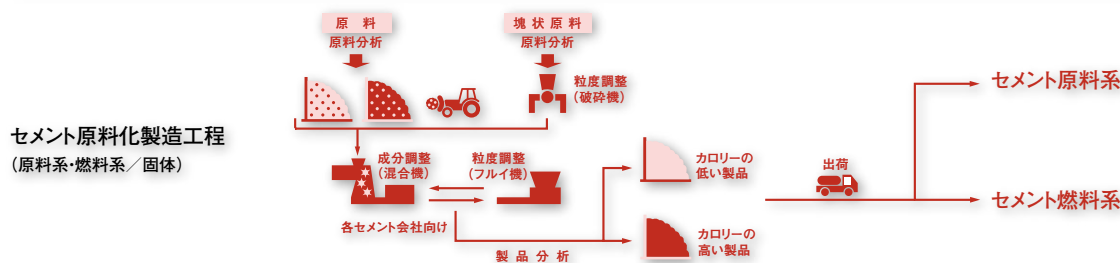 原料
原料分析
塊状原料
原料分析
粒度調整
（破砕機）
セメント原料化製造工程
（原料系・燃料系／固体）
成分調整
（混合機）
粒度調整
（フルイ機）
各セメント会社向け
製品分析
カロリーの
低い製品
カロリーの
高い製品
出荷
セメント原料系
セメント燃料系